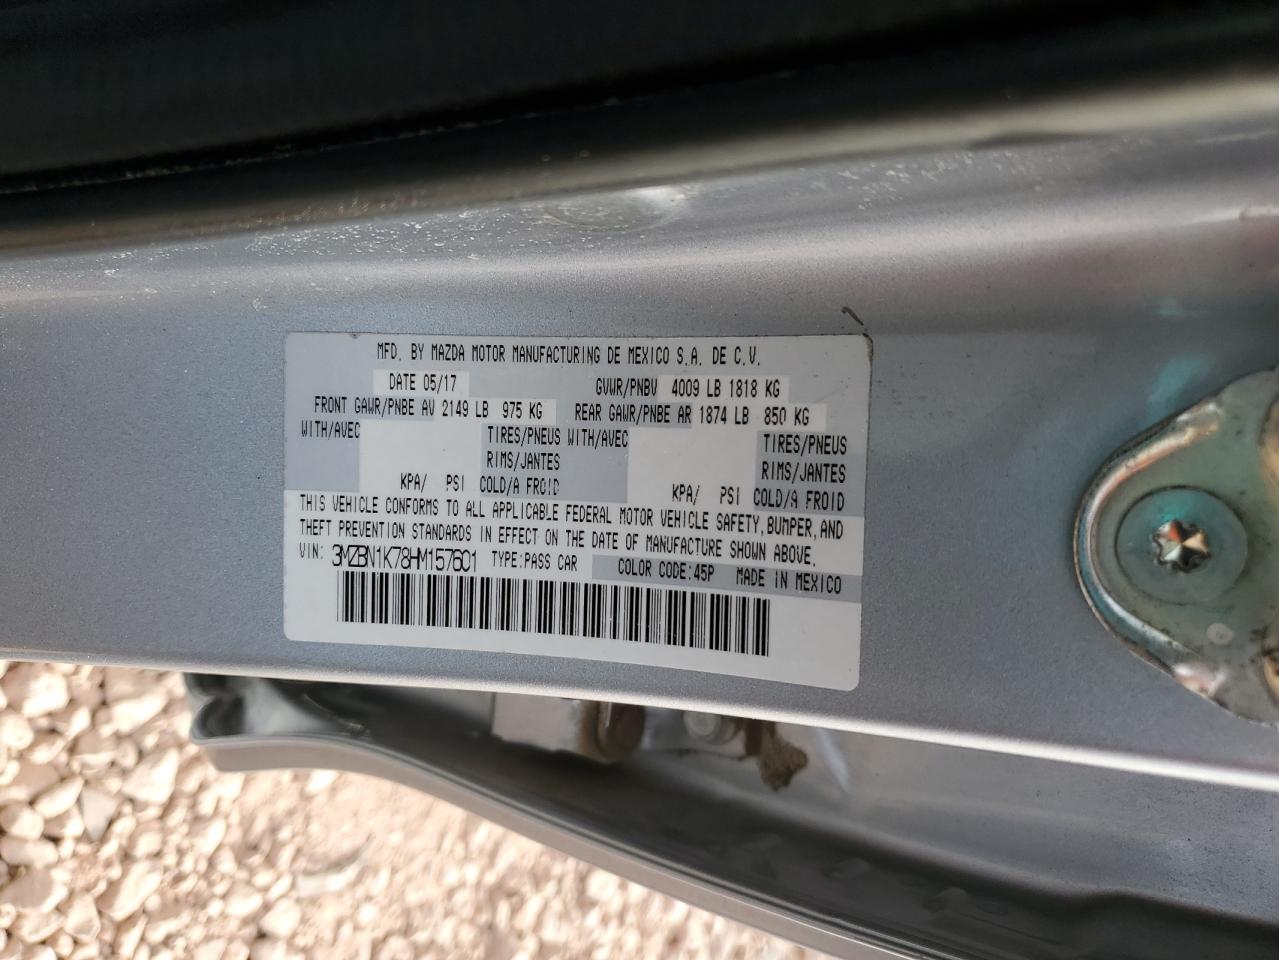 MFD. BY MAZDA MOTOR MANUFACTURING DE MEXICO S.A. DE C.V.
DATE 05/17 GVWR/PNBV 4009 LB 1818 KG
FRONT GAWR/PNBE AV 2149 LB 975 KG REAR GAWR/PNBE AR 1874 LB 850 KG
WITH/AVEC TIRES/PNEUS WITH/AVEC TIRES/PNEUS
RIMS/JANTES RIMS/JANTES
KPA/ PSI COLD/A FROID KPA/ PSI COLD/A FROID
THIS VEHICLE CONFORMS TO ALL APPLICABLE FEDERAL MOTOR VEHICLE SAFETY, BUMPER, AND
THEFT PREVENTION STANDARDS IN EFFECT ON THE DATE OF MANUFACTURE SHOWN ABOVE.
VIN: 3MZBN1K78HM157601 TYPE:PASS CAR COLOR CODE:45P MADE IN MEXICO